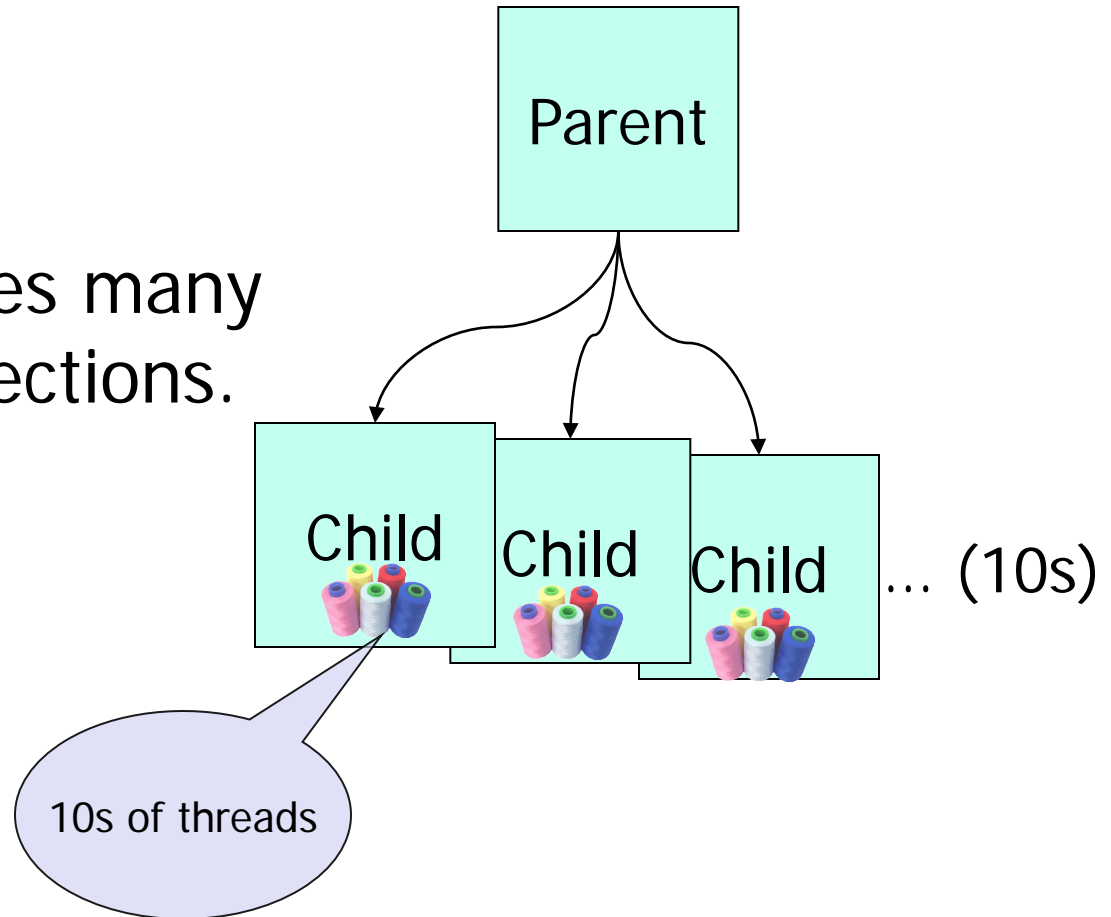 Parent
es many
ections.
Child
Child
Child
... (10s)
10s of threads